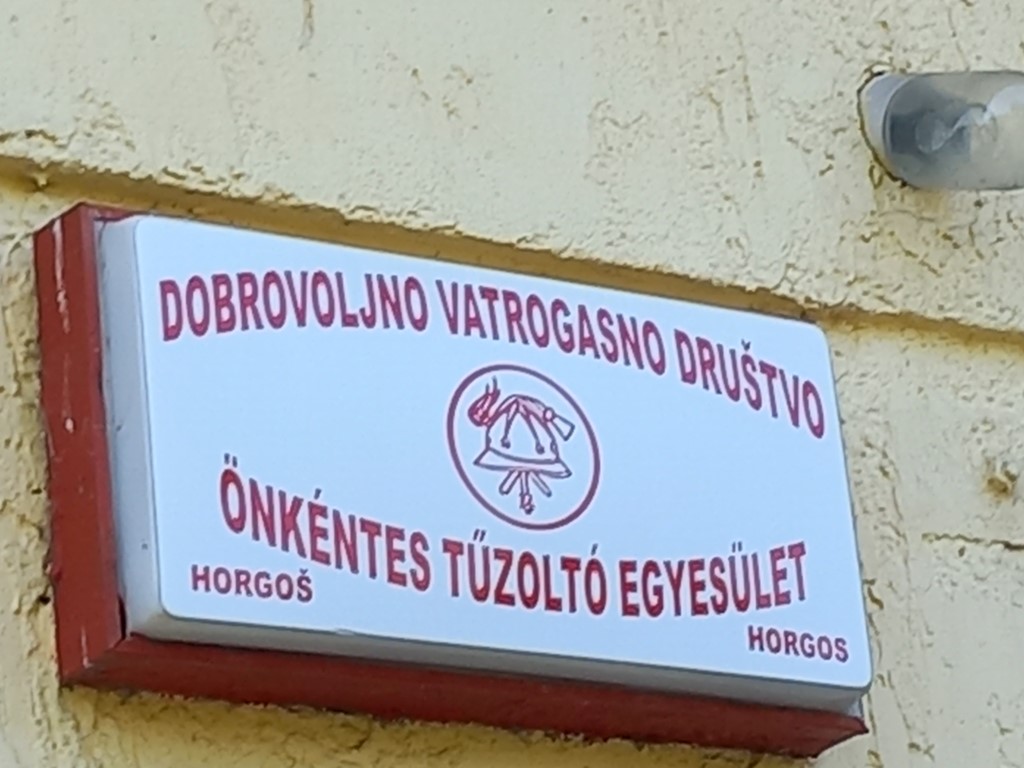 DOBROVOLJNO VATROGASNO DRUŠTVO
ÖNKÉNTES TŰZOLTÓ EGYESÜLET
HORGOŠ
HORGOS